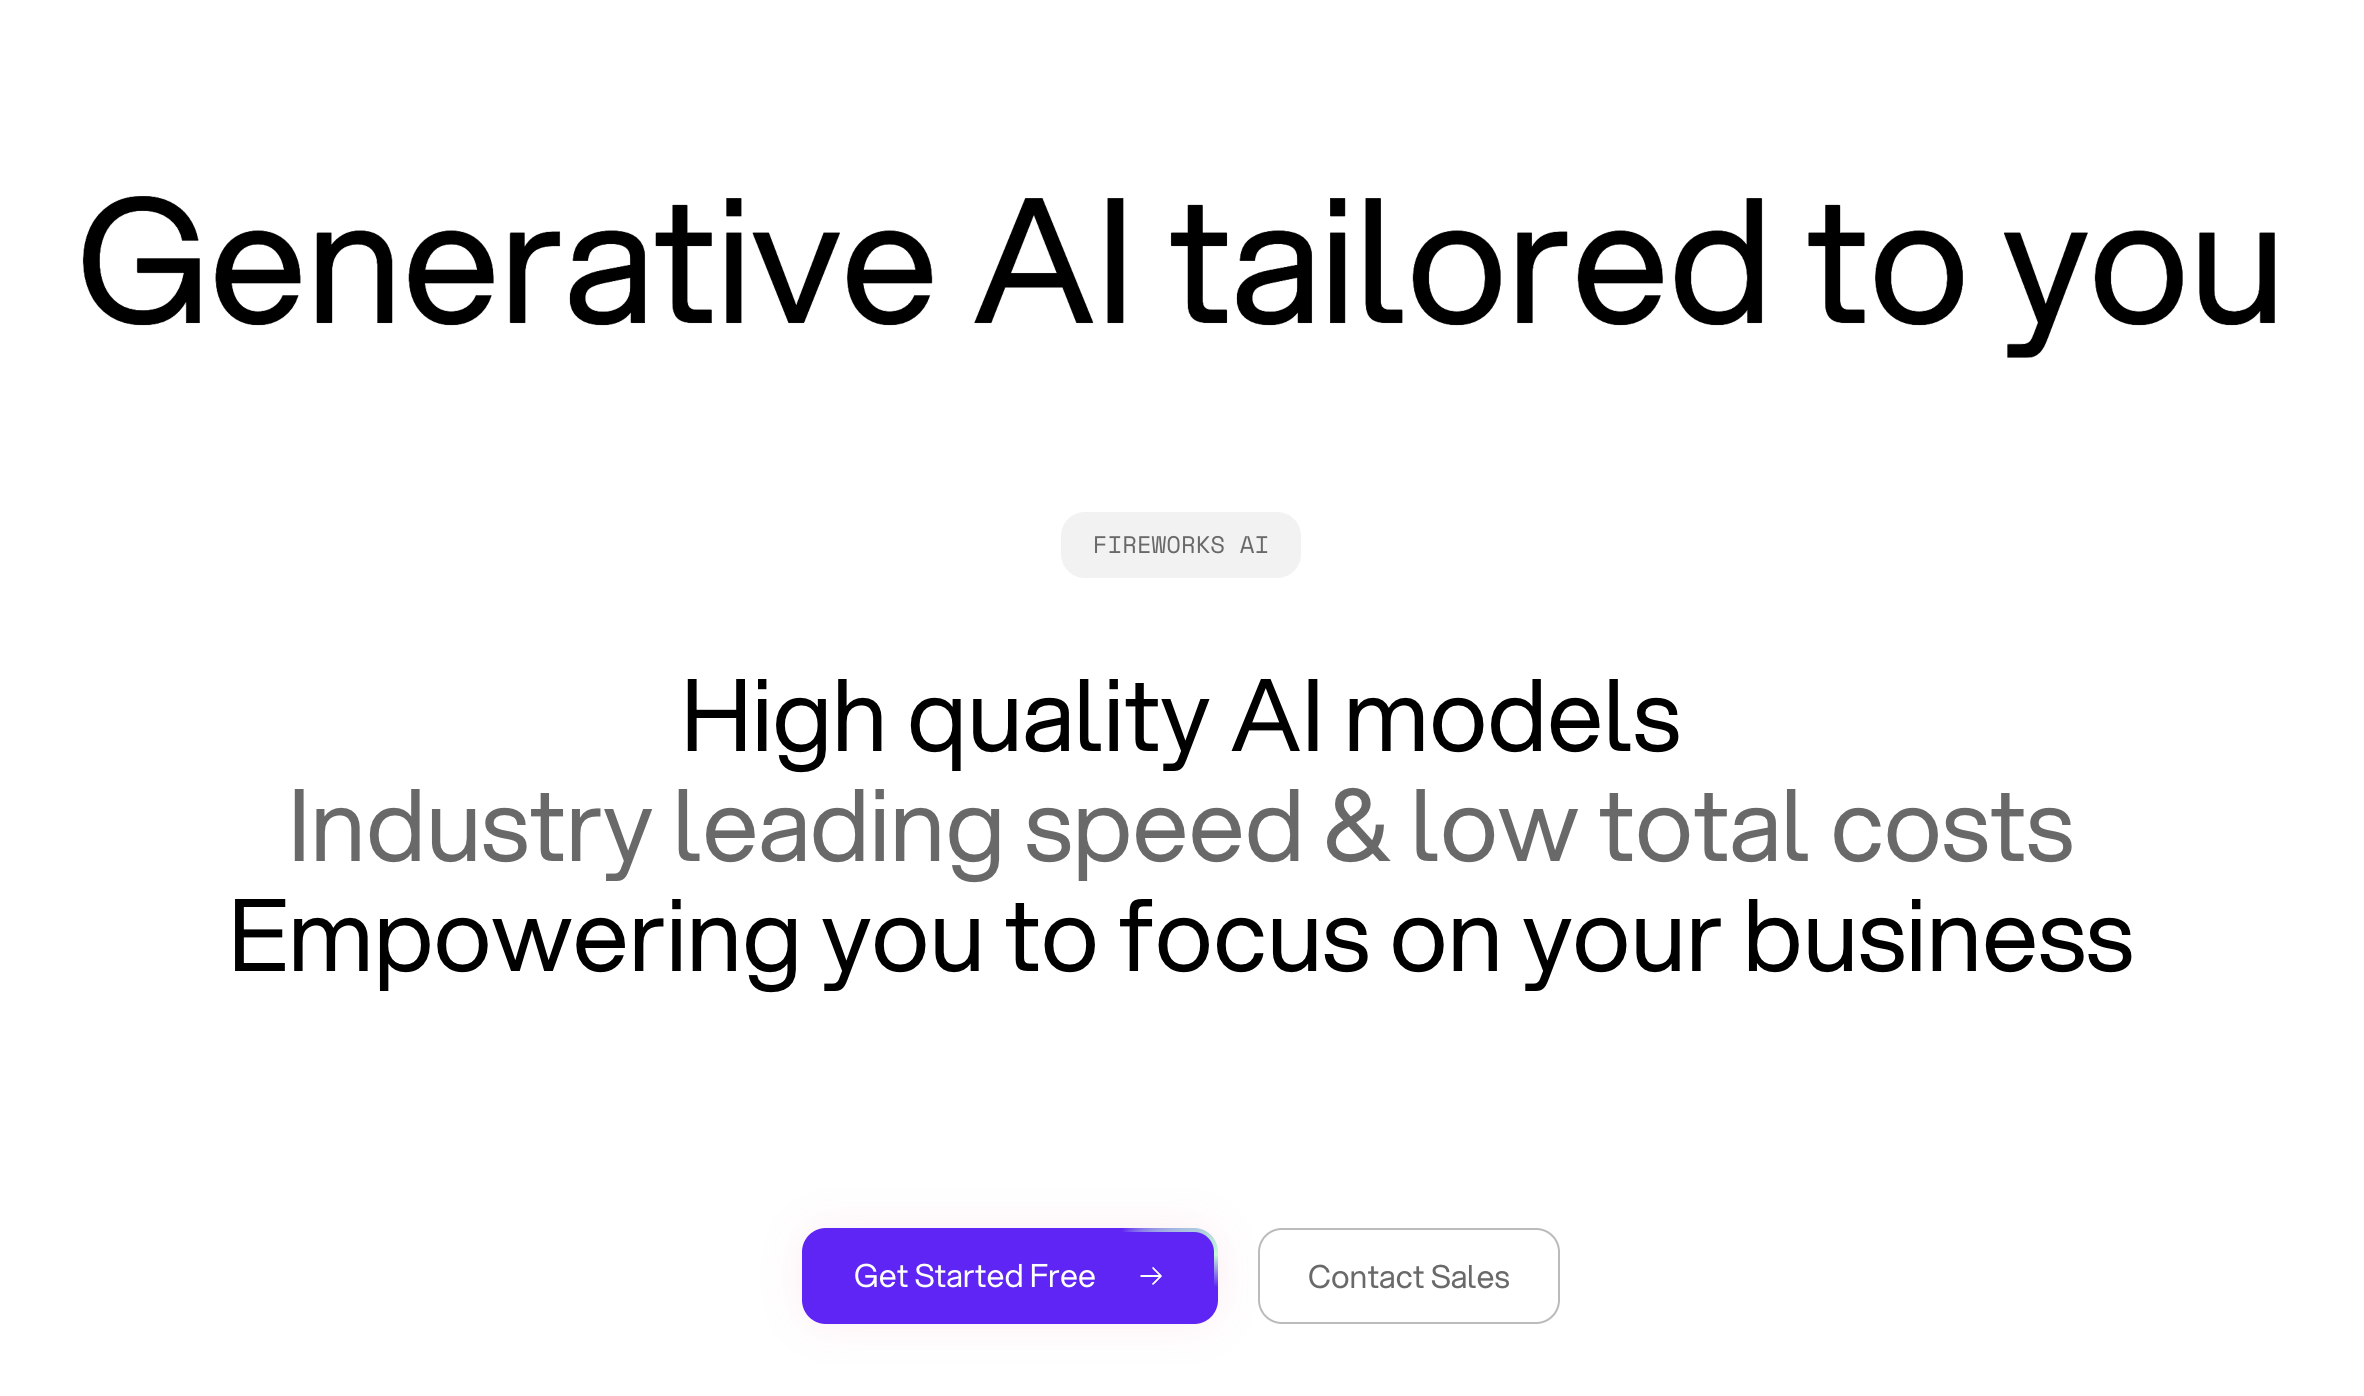 Generative AI tailored to you
FIREWORKS AI
High quality AI models
Industry leading speed & low total costs
Empowering you to focus on your business
Get Started Free →
Contact Sales